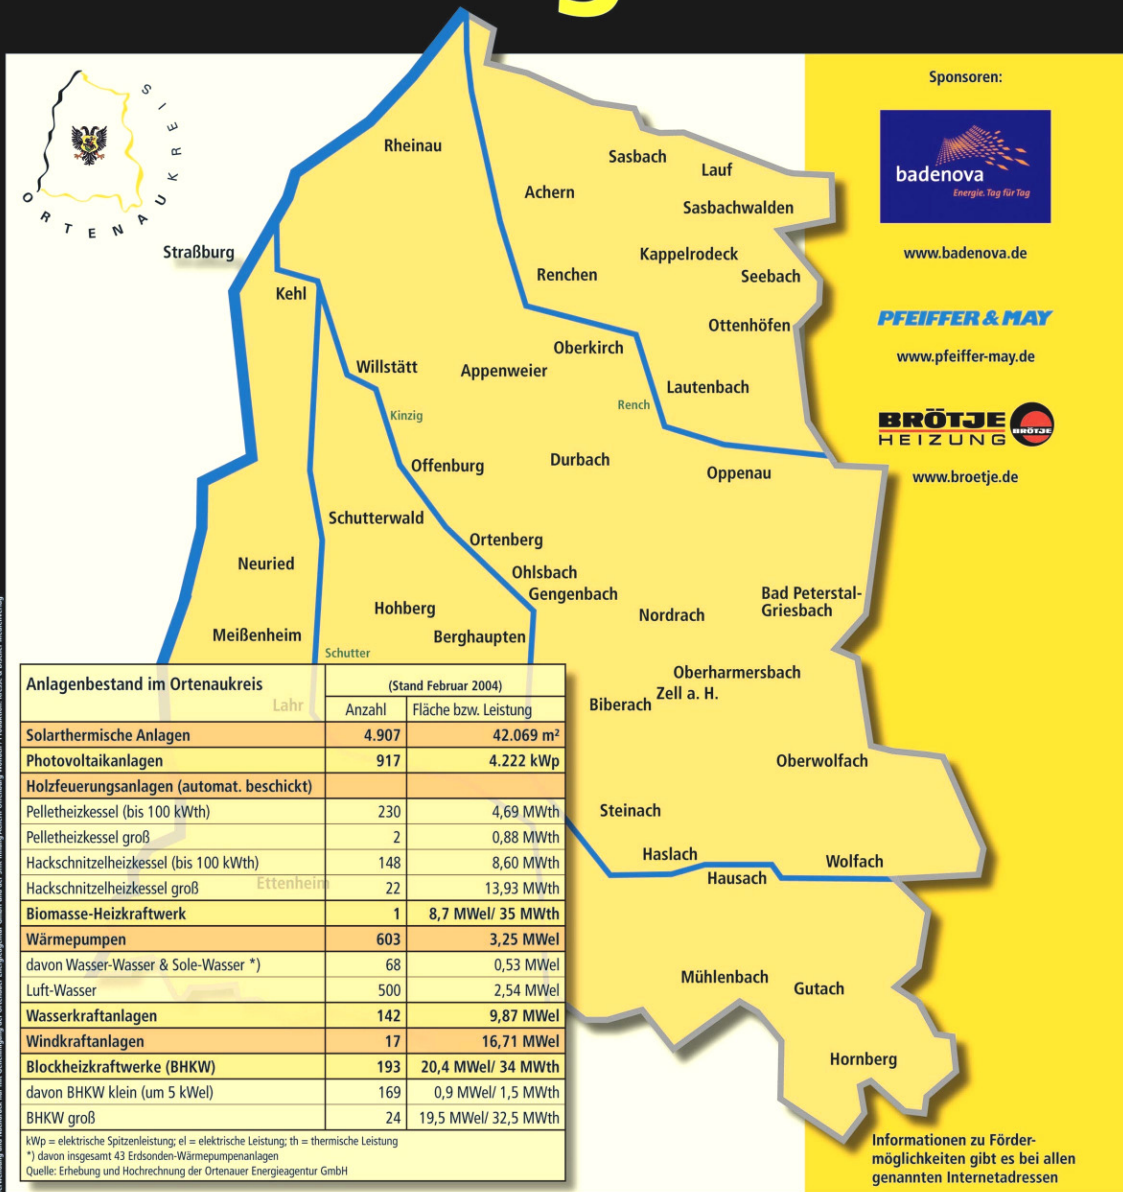 Sponsoren:
ORTENAUKREIS
badenova
Energie. Tag für Tag
www.badenova.de
PFEIFFER & MAY
www.pfeiffer-may.de
BRÖTJE
HEIZUNG
BRÖTJE
www.broetje.de
Rheinau
Sasbach
Lauf
Achern
Sasbachwalden
Straßburg
Kappelrodeck
Renchen
Seebach
Kehl
Ottenhöfen
Oberkirch
Willstätt
Appenweier
Lautenbach
Rench
Kinzig
Offenburg
Durbach
Oppenau
Schutterwald
Ortenberg
Neuried
Ohlsbach
Gengenbach
Bad Peterstal-
Griesbach
Hohberg
Nordrach
Meißenheim
Berghaupten
Schutter
Oberharmersbach
Zell a. H.
Biberach
Lahr
Oberwolfach
Steinach
Haslach
Wolfach
Hausach
Ettenheim
Mühlenbach
Gutach
Hornberg
Anlagenbestand im Ortenaukreis (Stand Februar 2004)
Anzahl Fläche bzw. Leistung
Solarthermische Anlagen 4.907 42.069 m²
Photovoltaikanlagen 917 4.222 kWp
Holzfeuerungsanlagen (automat. beschickt)
Pelletheizkessel (bis 100 kWth) 230 4,69 MWth
Pelletheizkessel groß 2 0,88 MWth
Hackschnitzelheizkessel (bis 100 kWth) 148 8,60 MWth
Hackschnitzelheizkessel groß 22 13,93 MWth
Biomasse-Heizkraftwerk 1 8,7 MWel/ 35 MWth
Wärmepumpen 603 3,25 MWel
davon Wasser-Wasser & Sole-Wasser *) 68 0,53 MWel
Luft-Wasser 500 2,54 MWel
Wasserkraftanlagen 142 9,87 MWel
Windkraftanlagen 17 16,71 MWel
Blockheizkraftwerke (BHKW) 193 20,4 MWel/ 34 MWth
davon BHKW klein (um 5 kWel) 169 0,9 MWel/ 1,5 MWth
BHKW groß 24 19,5 MWel/ 32,5 MWth
kWp = elektrische Spitzenleistung; el = elektrische Leistung; th = thermische Leistung
*) davon insgesamt 43 Erdsonden-Wärmepumpenanlagen
Quelle: Erhebung und Hochrechnung der Ortenauer Energieagentur GmbH
Informationen zu Förder-
möglichkeiten gibt es bei allen
genannten Internetadressen